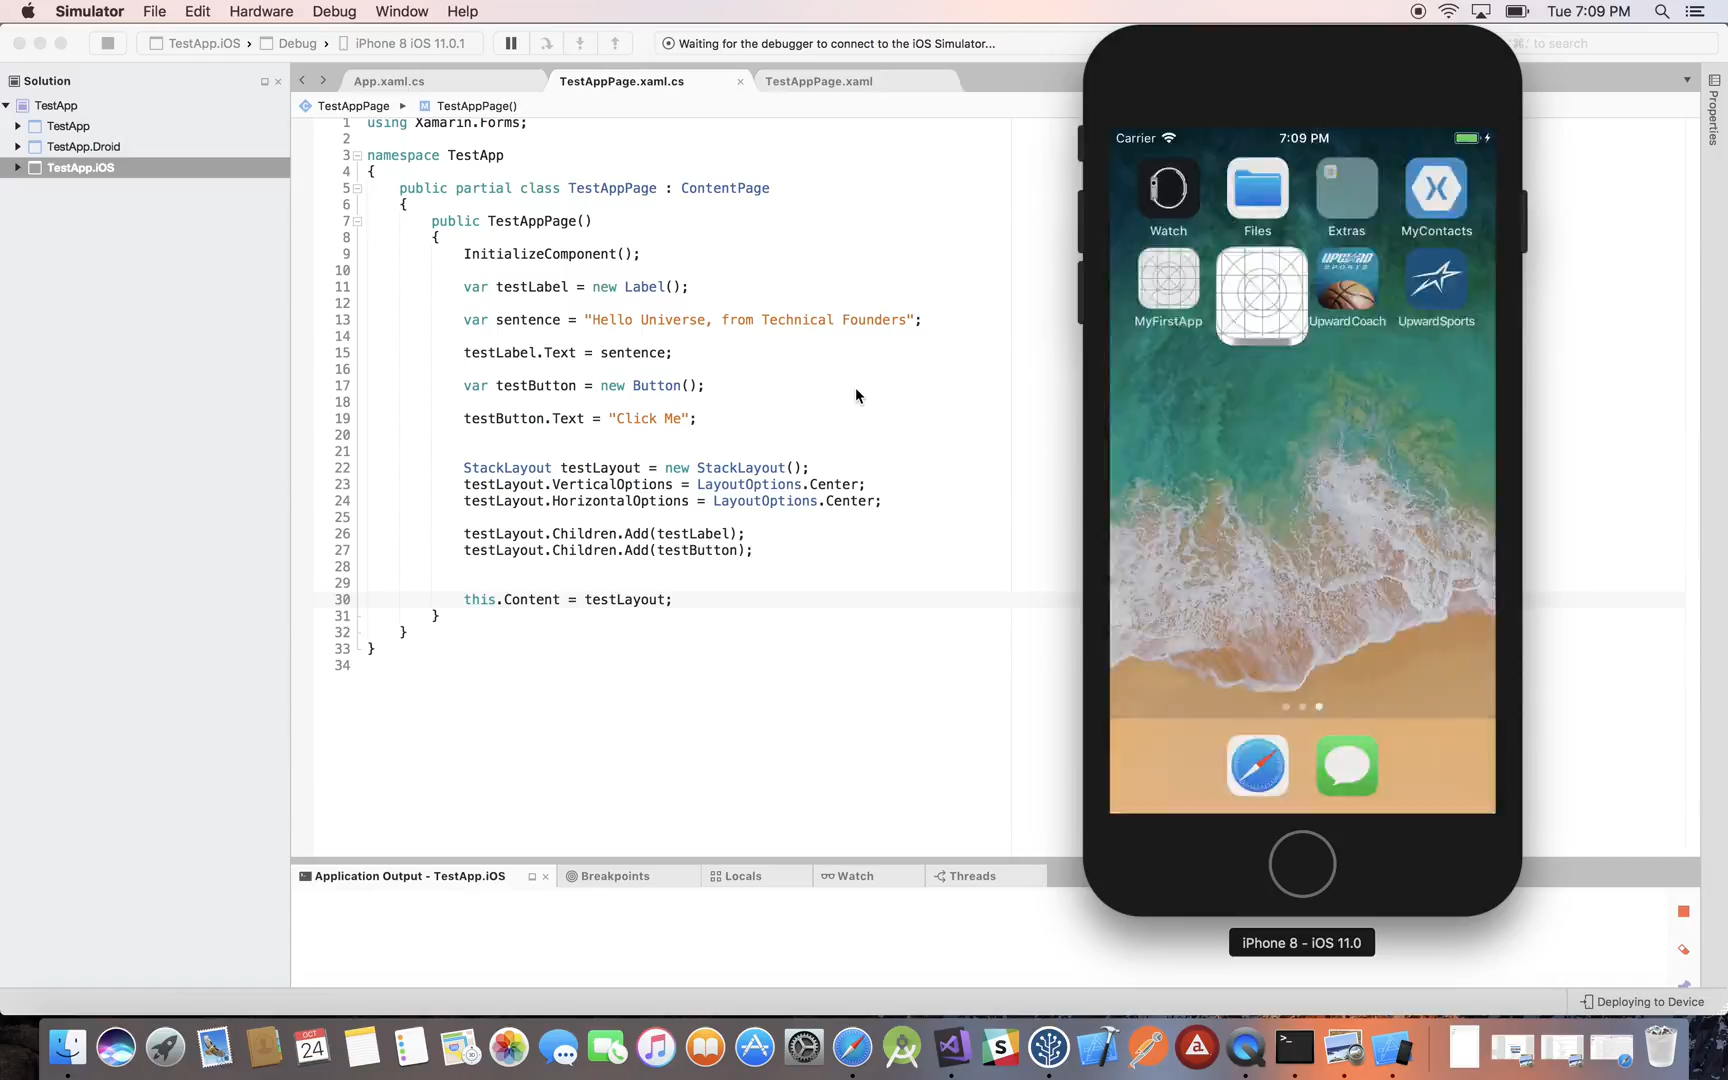 Simulator File Edit Hardware Debug Window Help
Tue 7:09 PM
TestApp.iOS › Debug › iPhone 8 iOS 11.0.1
Waiting for the debugger to connect to the iOS Simulator...
to search
Solution
TestApp
TestApp
TestApp.Droid
TestApp.iOS
App.xaml.cs
TestAppPage.xaml.cs
TestAppPage.xaml
Properties
TestAppPage
TestAppPage()
1 using Xamarin.Forms;
2
3 namespace TestApp
4 {
5 public partial class TestAppPage : ContentPage
6 {
7 public TestAppPage()
8 {
9 InitializeComponent();
10
11 var testLabel = new Label();
12
13 var sentence = "Hello Universe, from Technical Founders";
14
15 testLabel.Text = sentence;
16
17 var testButton = new Button();
18
19 testButton.Text = "Click Me";
20
21
22 StackLayout testLayout = new StackLayout();
23 testLayout.VerticalOptions = LayoutOptions.Center;
24 testLayout.HorizontalOptions = LayoutOptions.Center;
25
26 testLayout.Children.Add(testLabel);
27 testLayout.Children.Add(testButton);
28
29
30 this.Content = testLayout;
31 }
32 }
33 }
34
Carrier
7:09 PM
Watch
Files
Extras
MyContacts
MyFirstApp
UPWARD SPORTS
UpwardCoach
UpwardSports
iPhone 8 - iOS 11.0
Application Output - TestApp.iOS
Breakpoints
Locals
Watch
Threads
Deploying to Device
OCT
24